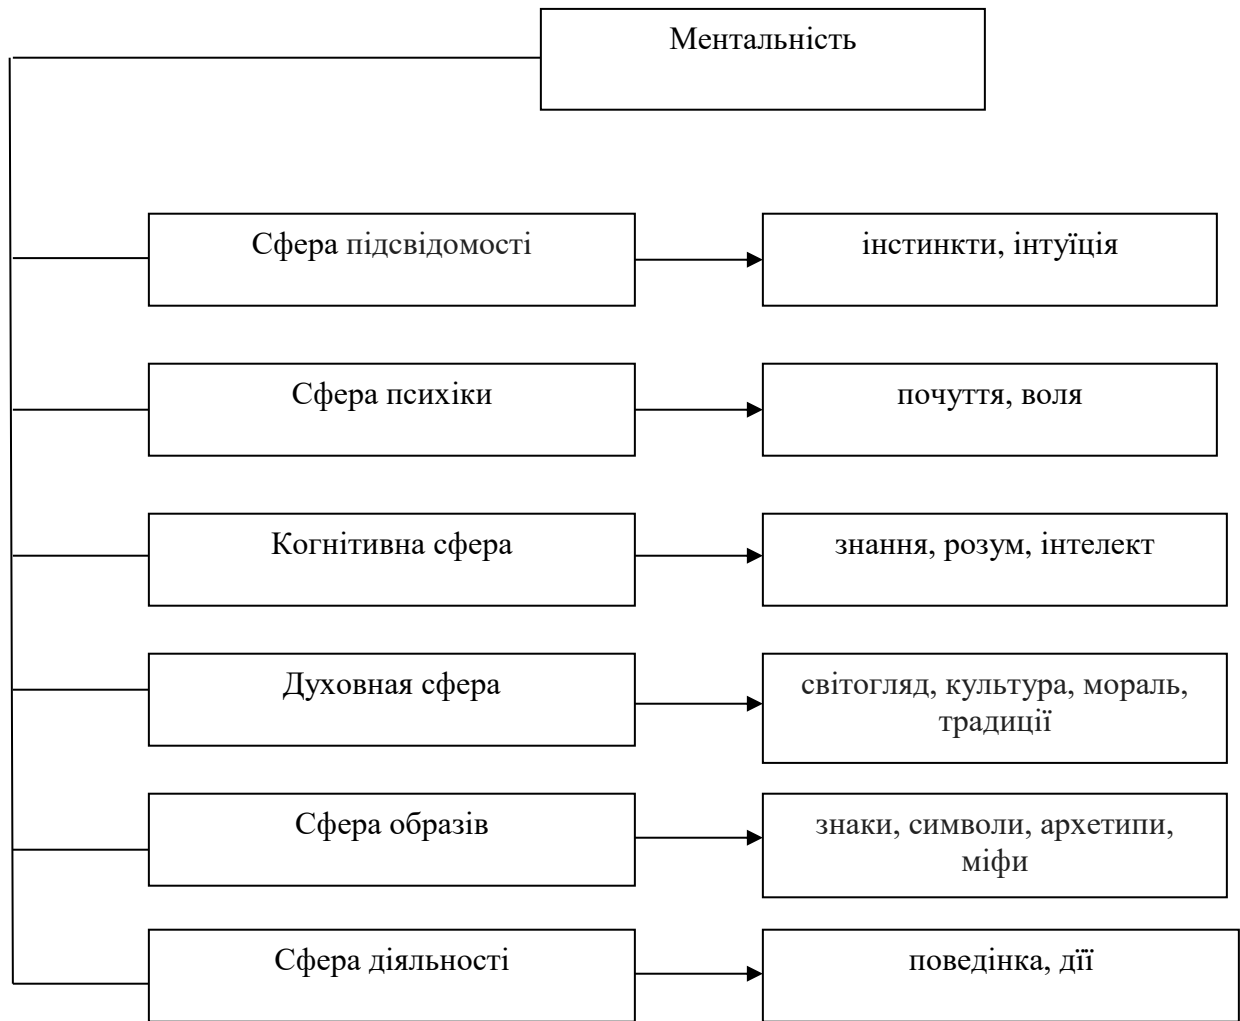 Ментальність
Сфера підсвідомості
інстинкти, інтуїція
Сфера психіки
почуття, воля
Когнітивна сфера
знання, розум, інтелект
Духовная сфера
світогляд, культура, мораль,
традиції
Сфера образів
знаки, символи, архетипи,
міфи
Сфера діяльності
поведінка, дії